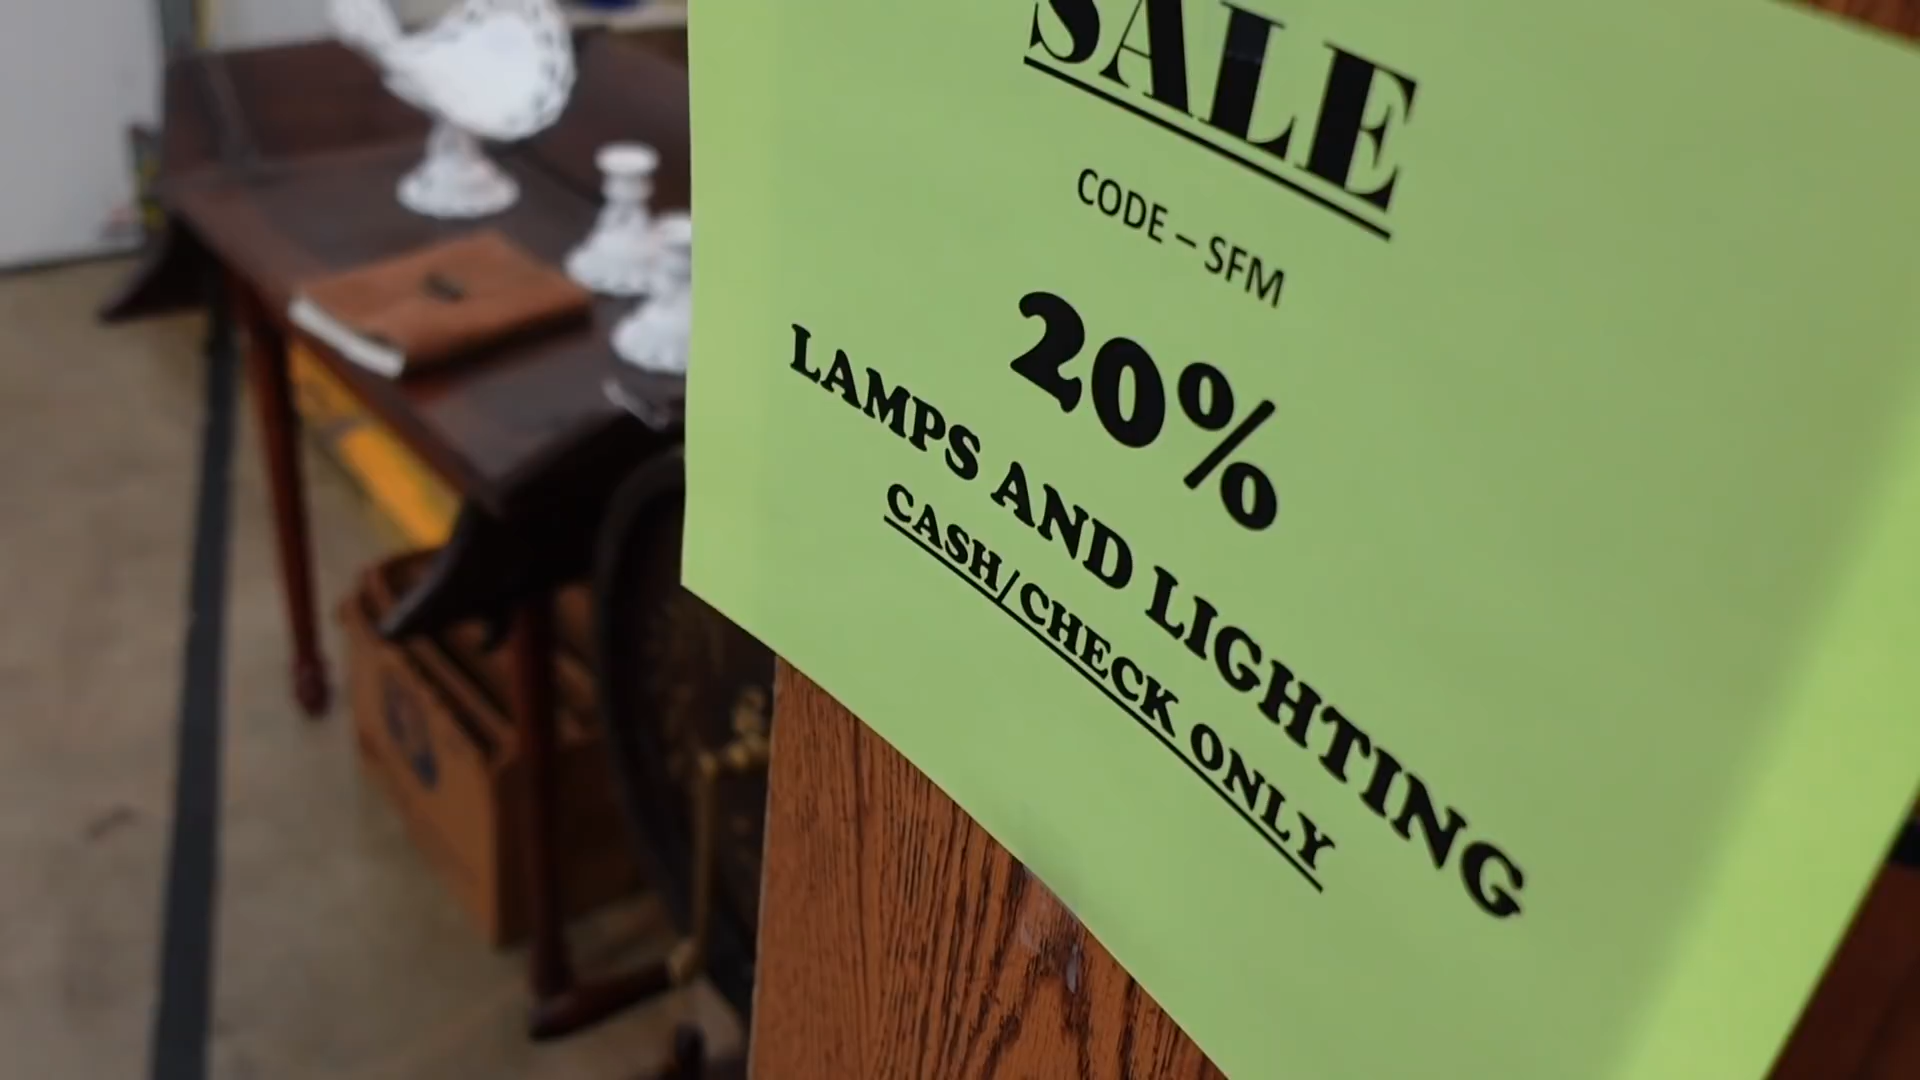 SALE
CODE – SFM
20%
LAMPS AND LIGHTING
CASH/CHECK ONLY